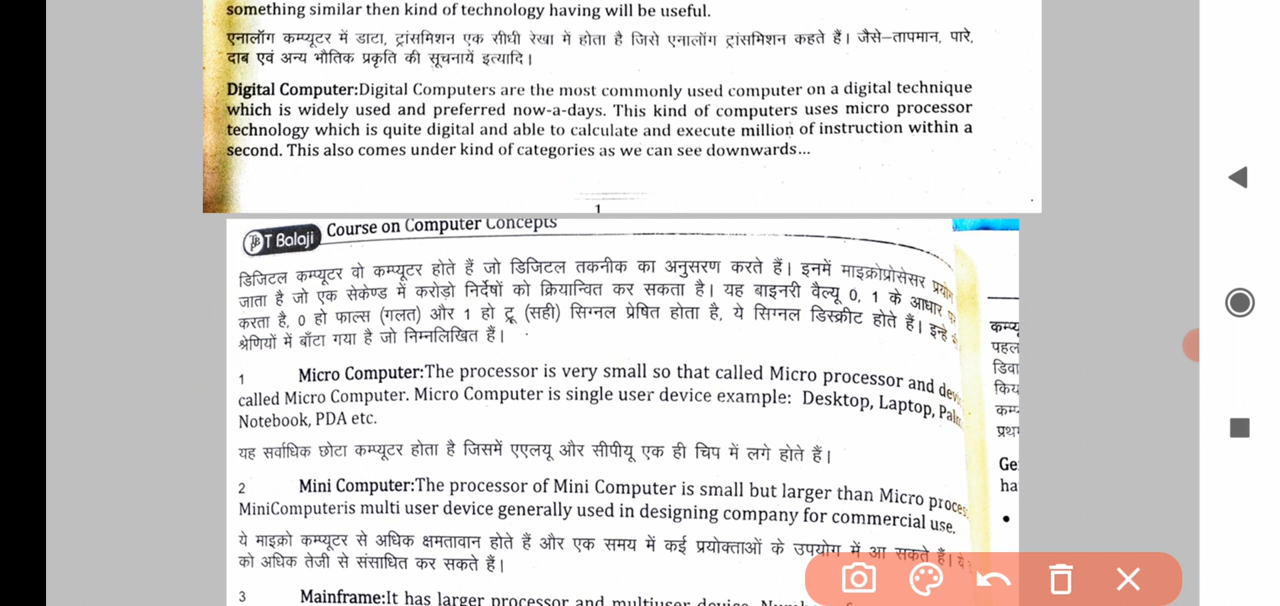 something similar then kind of technology having will be useful.
एनालॉग कम्प्यूटर में डाटा, ट्रांसमिशन एक सीधी रेखा में होता है जिसे एनालॉग ट्रांसमिशन कहते हैं। जैसे–तापमान, पारे,
दाब एवं अन्य भौतिक प्रकृति की सूचनायें इत्यादि।
Digital Computer:Digital Computers are the most commonly used computer on a digital technique
which is widely used and preferred now-a-days. This kind of computers uses micro processor
technology which is quite digital and able to calculate and execute million of instruction within a
second. This also comes under kind of categories as we can see downwards...
1
T Balaji Course on Computer Concepts
डिजिटल कम्प्यूटर वो कम्प्यूटर होते हैं जो डिजिटल तकनीक का अनुसरण करते हैं। इनमें माइक्रोप्रोसेसर प्रयोग
जाता है जो एक सेकेण्ड में करोड़ो निर्देषों को क्रियान्वित कर सकता है। यह बाइनरी वैल्यू 0, 1 के आधार पर
करता है, 0 हो फाल्स (गलत) और 1 हो ट्रू (सही) सिग्नल प्रेषित होता है, ये सिग्नल डिस्क्रीट होते हैं। इन्हे
श्रेणियों में बाँटा गया है जो निम्नलिखित हैं।
1 Micro Computer:The processor is very small so that called Micro processor and
called Micro Computer. Micro Computer is single user device example: Desktop, Laptop,
Notebook, PDA etc.
यह सर्वाधिक छोटा कम्प्यूटर होता है जिसमें एएलयू और सीपीयू एक ही चिप में लगे होते हैं।
2 Mini Computer:The processor of Mini Computer is small but larger than Micro
MiniComputeris multi user device generally used in designing company for commercial use.
ये माइक्रो कम्प्यूटर से अधिक क्षमतावान होते हैं और एक समय में कई प्रयोक्ताओं के उपयोग में आ सकते हैं।
को अधिक तेजी से संसाधित कर सकते हैं।
3 Mainframe:It has larger processor and multiuser device.
कम्प्यू
पहल
डिवा
किय
कम्प
प्रथम
Ge
ha